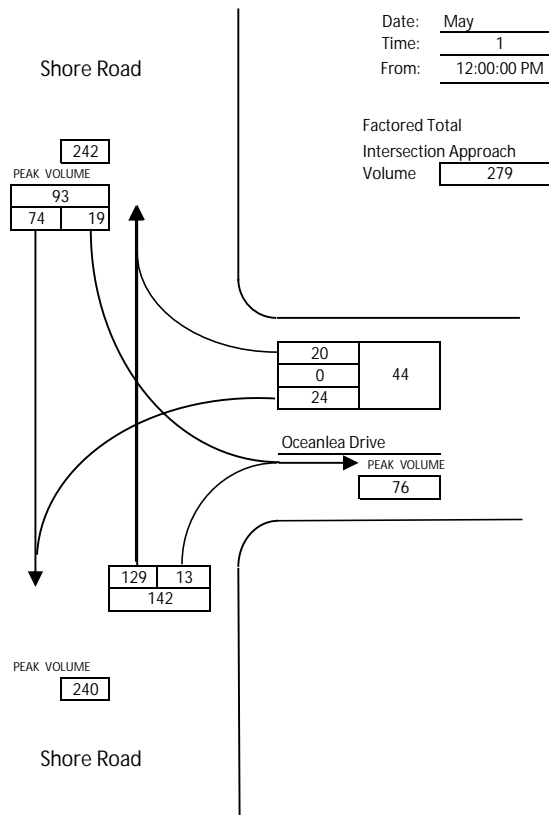 Date: May
Time: 1
From: 12:00:00 PM
Shore Road
Factored Total
Intersection Approach
Volume 279
242
PEAK VOLUME
93
74 19
20
0
24
44
Oceanlea Drive
PEAK VOLUME
76
129 13
142
PEAK VOLUME
240
Shore Road